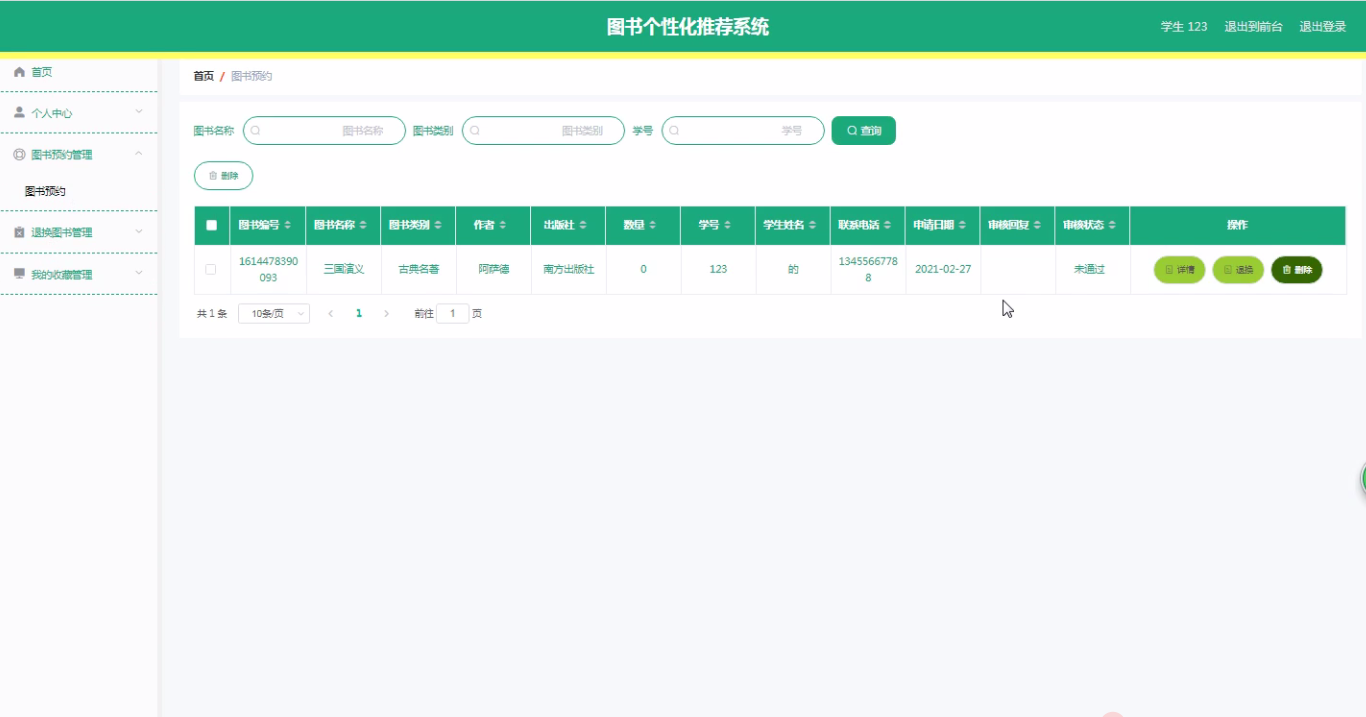 图书个性化推荐系统
学生 123 退出到前台 退出登录
首页
个人中心
图书预约管理
图书预约
退换图书管理
我的收藏管理
首页 / 图书预约
图书名称 图书名称 图书类别 图书类别 学号 学号 查询
删除
图书编号 图书名称 图书类别 作者 出版社 数量 学号 学生姓名 联系电话 申请日期 审核回复 审核状态 操作
1614478390093 三国演义 古典名著 阿萨德 南方出版社 0 123 的 13455667788 2021-02-27 未通过 详情 退换 删除
共 1 条 10条/页 1 前往 1 页